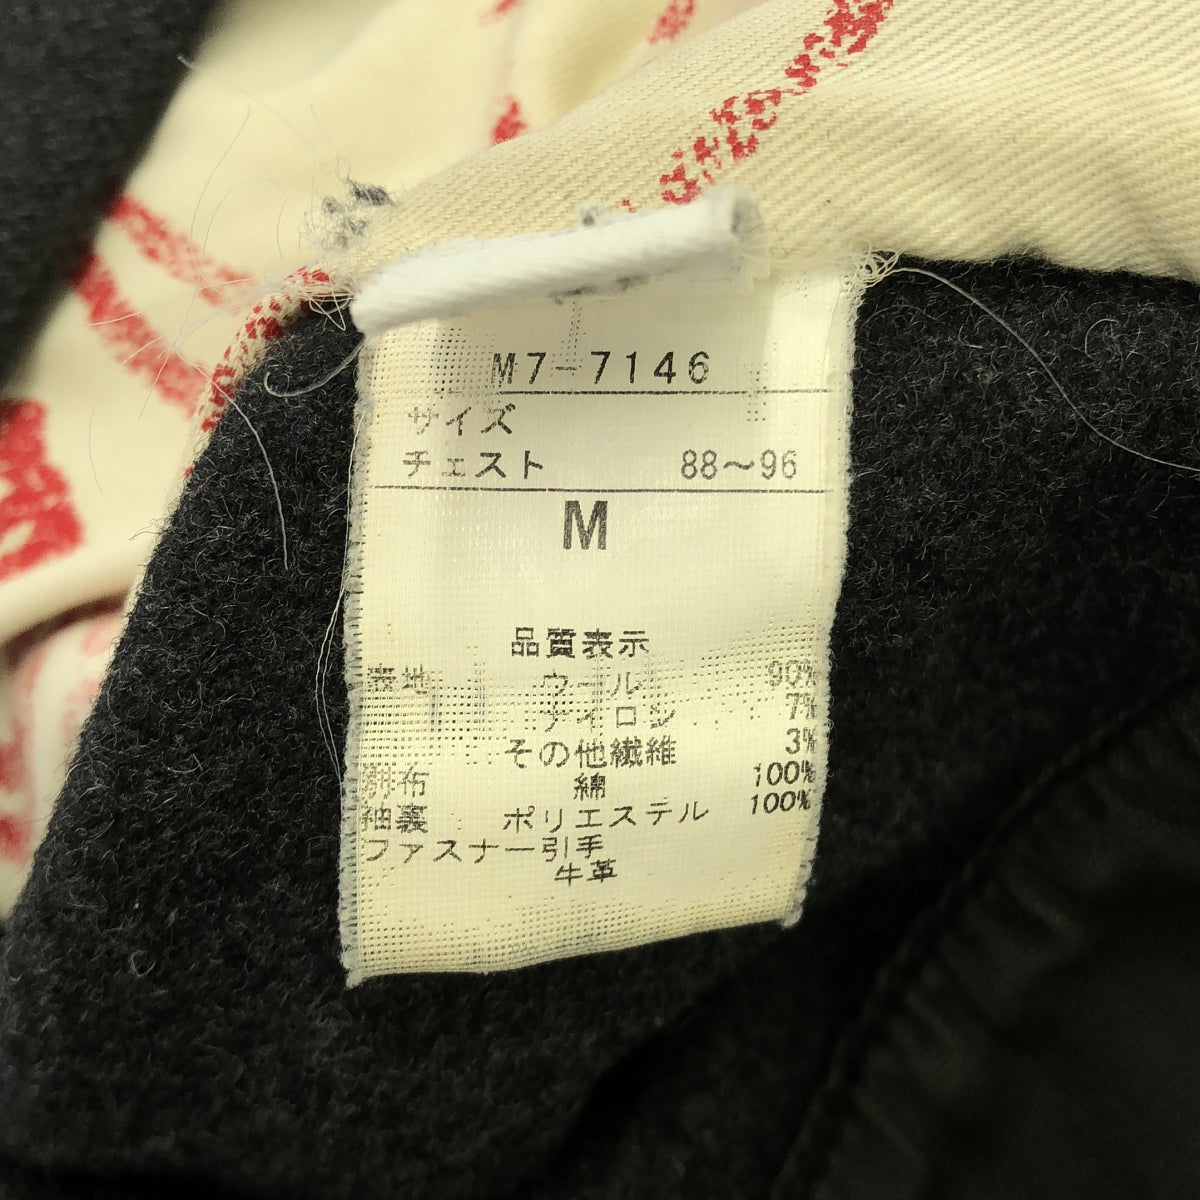 M7-7146
サイズ
チェスト 88〜96
M
品質表示
表地 ウール 90%
ナイロン 7%
その他繊維 3%
別布 綿 100%
袖裏 ポリエステル 100%
ファスナー引手
牛革